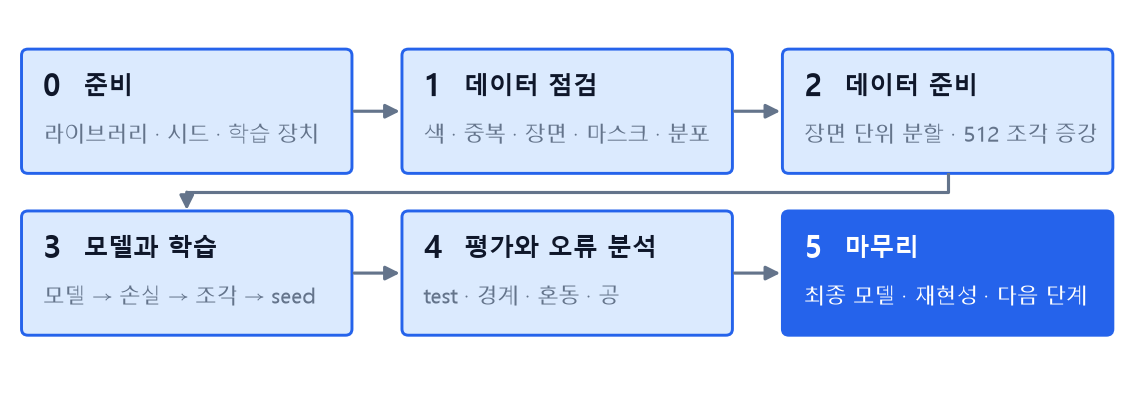 0 준비
라이브러리 · 시드 · 학습 장치
1 데이터 점검
색 · 중복 · 장면 · 마스크 · 분포
2 데이터 준비
장면 단위 분할 · 512 조각 증강
3 모델과 학습
모델 → 손실 → 조각 → seed
4 평가와 오류 분석
test · 경계 · 혼동 · 공
5 마무리
최종 모델 · 재현성 · 다음 단계